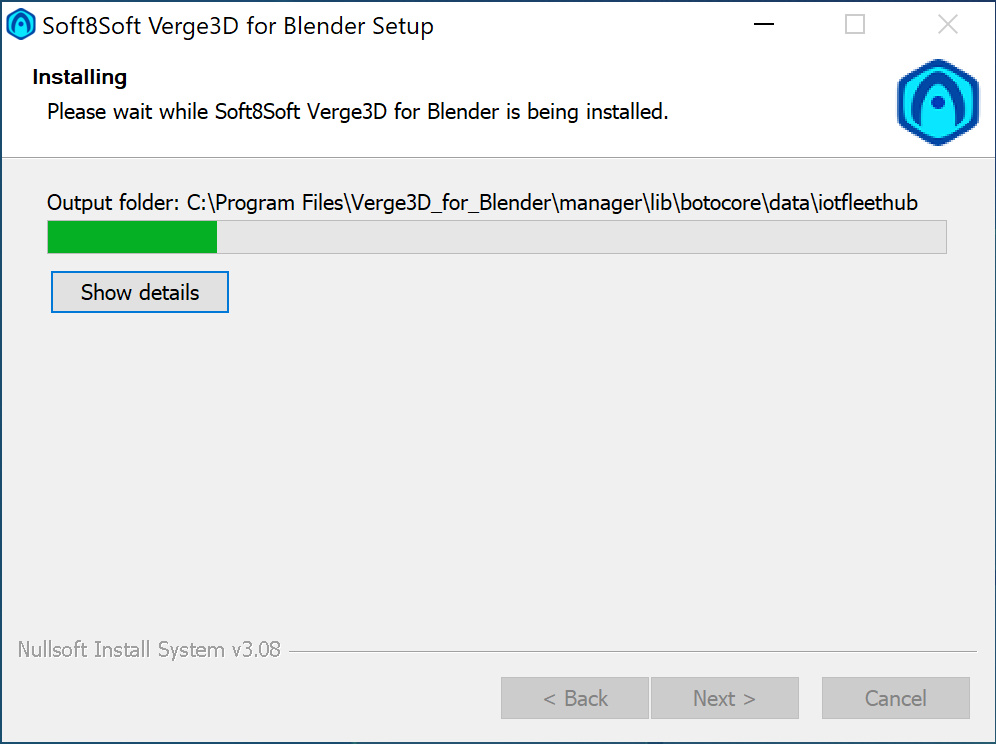 Soft8Soft Verge3D for Blender Setup
Installing
Please wait while Soft8Soft Verge3D for Blender is being installed.
Output folder: C:\Program Files\Verge3D_for_Blender\manager\lib\botocore\data\iotfleethub
Show details
Nullsoft Install System v3.08
< Back
Next >
Cancel